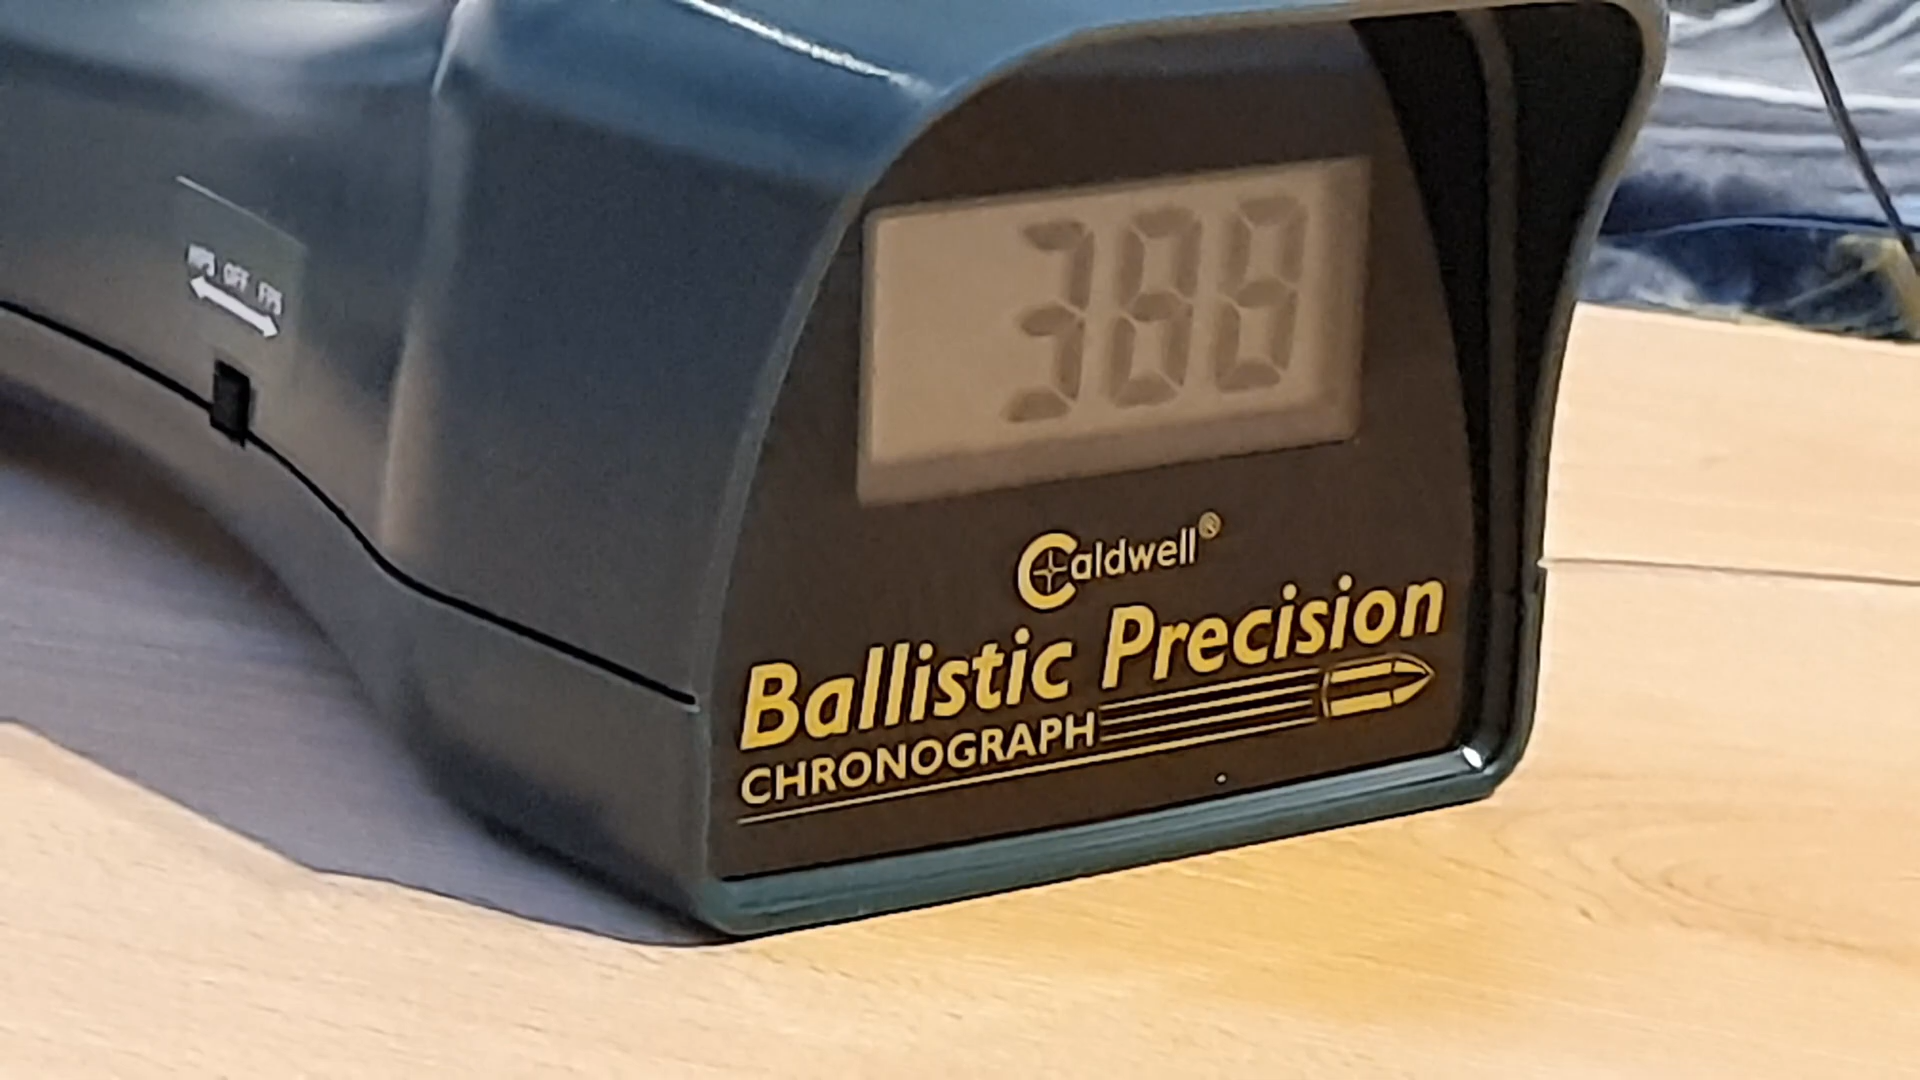 388
MPS OFF FPS
Caldwell®
Ballistic Precision
CHRONOGRAPH